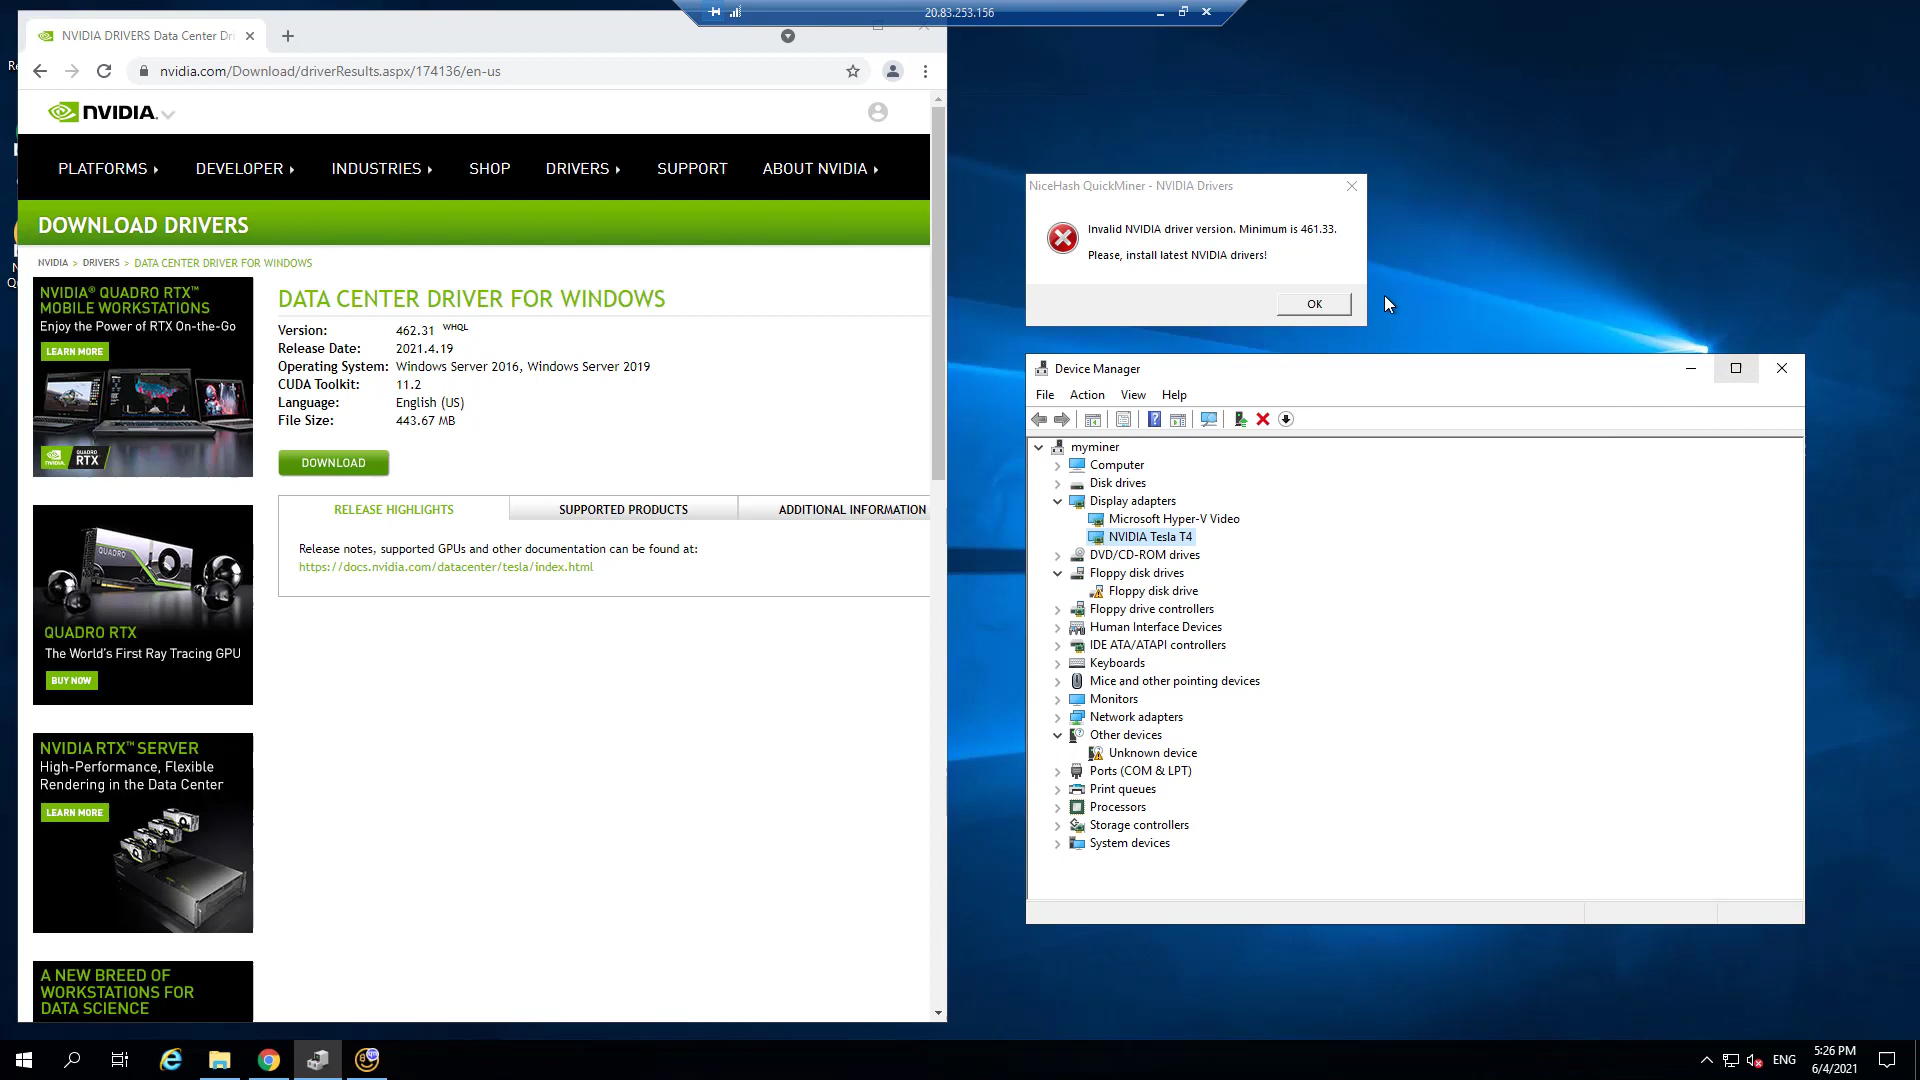 20.83.253.156
NVIDIA DRIVERS Data Center Dri
nvidia.com/Download/driverResults.aspx/174136/en-us
NVIDIA.
PLATFORMS
DEVELOPER
INDUSTRIES
SHOP
DRIVERS
SUPPORT
ABOUT NVIDIA
DOWNLOAD DRIVERS
NVIDIA > DRIVERS > DATA CENTER DRIVER FOR WINDOWS
NVIDIA® QUADRO RTX™
MOBILE WORKSTATIONS
Enjoy the Power of RTX On-the-Go
LEARN MORE
NVIDIA.
QUADRO
RTX™
QUADRO
QUADRO RTX
The World's First Ray Tracing GPU
BUY NOW
NVIDIA RTX™ SERVER
High-Performance, Flexible
Rendering in the Data Center
LEARN MORE
A NEW BREED OF
WORKSTATIONS FOR
DATA SCIENCE
DATA CENTER DRIVER FOR WINDOWS
Version: 462.31 WHQL
Release Date: 2021.4.19
Operating System: Windows Server 2016, Windows Server 2019
CUDA Toolkit: 11.2
Language: English (US)
File Size: 443.67 MB
DOWNLOAD
RELEASE HIGHLIGHTS
SUPPORTED PRODUCTS
ADDITIONAL INFORMATION
Release notes, supported GPUs and other documentation can be found at:
https://docs.nvidia.com/datacenter/tesla/index.html
NiceHash QuickMiner - NVIDIA Drivers
Invalid NVIDIA driver version. Minimum is 461.33.
Please, install latest NVIDIA drivers!
OK
Device Manager
File Action View Help
myminer
Computer
Disk drives
Display adapters
Microsoft Hyper-V Video
NVIDIA Tesla T4
DVD/CD-ROM drives
Floppy disk drives
Floppy disk drive
Floppy drive controllers
Human Interface Devices
IDE ATA/ATAPI controllers
Keyboards
Mice and other pointing devices
Monitors
Network adapters
Other devices
Unknown device
Ports (COM & LPT)
Print queues
Processors
Storage controllers
System devices
ENG
5:26 PM
6/4/2021